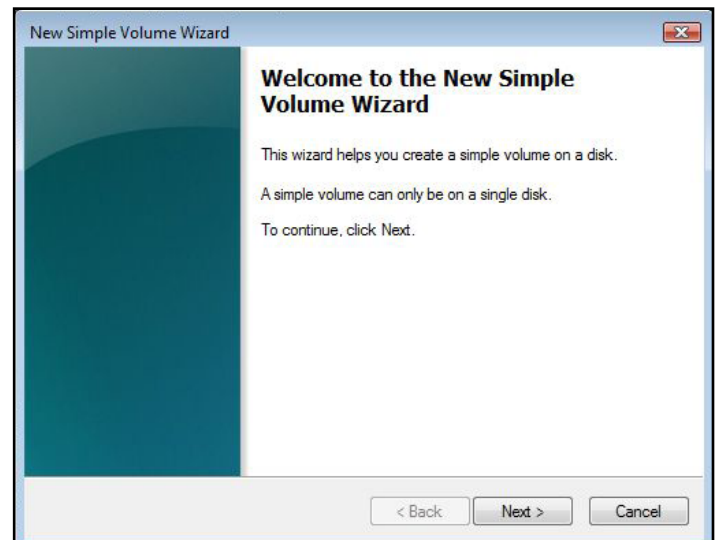 New Simple Volume Wizard
Welcome to the New Simple
Volume Wizard
This wizard helps you create a simple volume on a disk.
A simple volume can only be on a single disk.
To continue, click Next.
< Back Next > Cancel